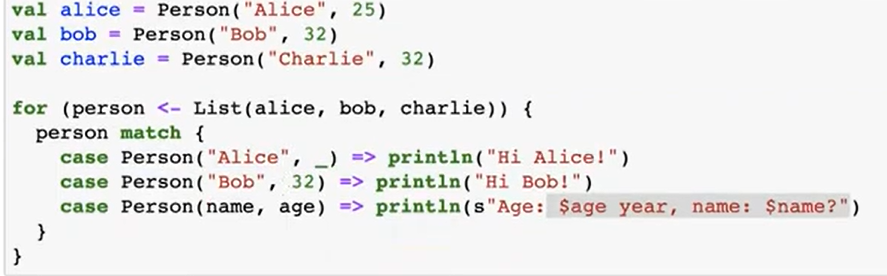 val alice = Person("Alice", 25)
val bob = Person("Bob", 32)
val charlie = Person("Charlie", 32)
for (person <- List(alice, bob, charlie)) {
  person match {
    case Person("Alice", _) => println("Hi Alice!")
    case Person("Bob", 32) => println("Hi Bob!")
    case Person(name, age) => println(s"Age: $age year, name: $name?")
  }
}